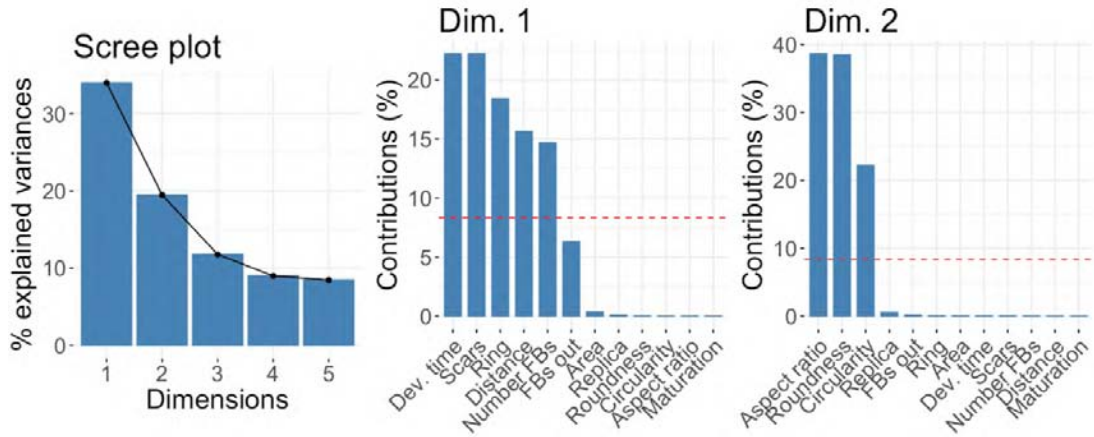 Scree plot
% explained variances
30
20
10
0
1 2 3 4 5
Dimensions
Dim. 1
Contributions (%)
20
15
10
5
0
Dev. time
Scars
Ring
Distance
Number FBs
FBs out
Area
Replica
Roundness
Circularity
Aspect ratio
Maturation
Dim. 2
Contributions (%)
40
30
20
10
0
Aspect ratio
Roundness
Circularity
Replica
FBs out
Ring
Area
Dev. time
Scars
Number FBs
Distance
Maturation